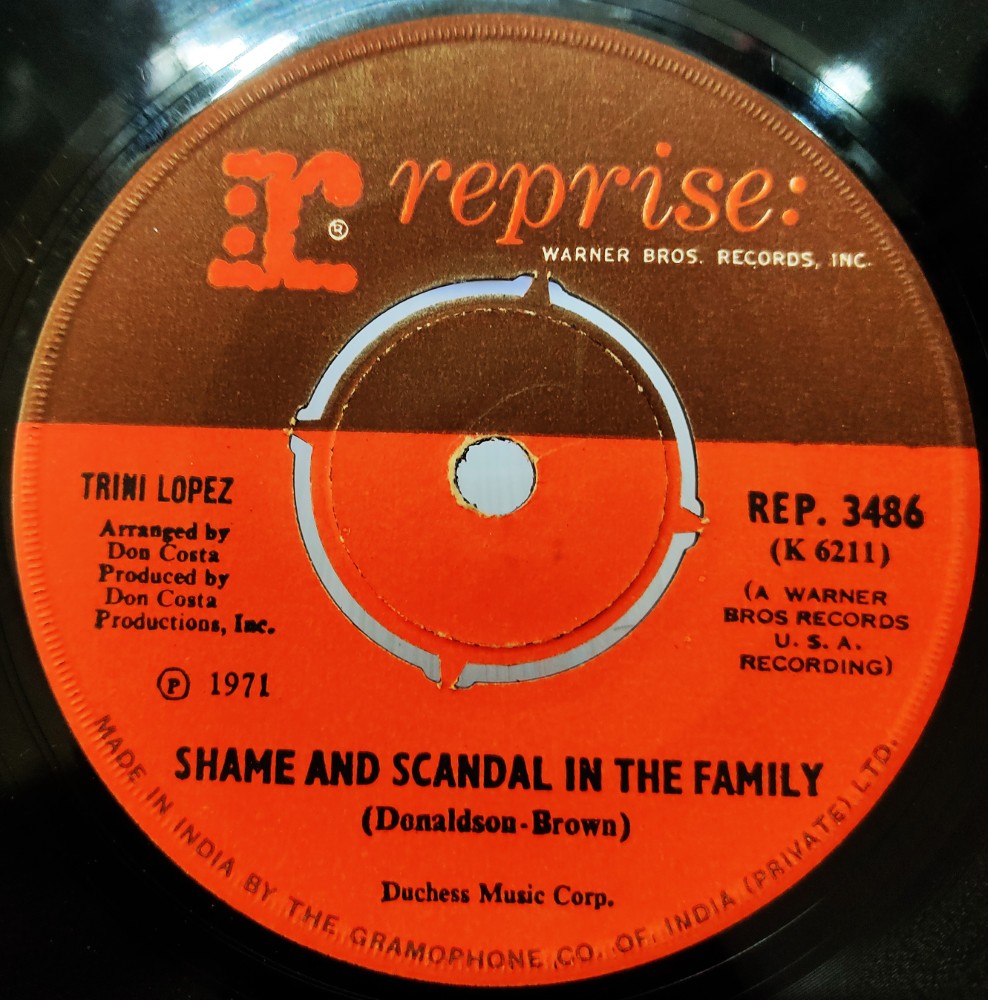 r®
reprise:
WARNER BROS. RECORDS, INC.
TRINI LOPEZ
Arranged by
Don Costa
Produced by
Don Costa
Productions, Inc.
℗ 1971
REP. 3486
(K 6211)
(A WARNER
BROS RECORDS
U. S. A.
RECORDING)
SHAME AND SCANDAL IN THE FAMILY
(Donaldson-Brown)
Duchess Music Corp.
MADE IN INDIA BY THE GRAMOPHONE CO. OF INDIA (PRIVATE) LTD.